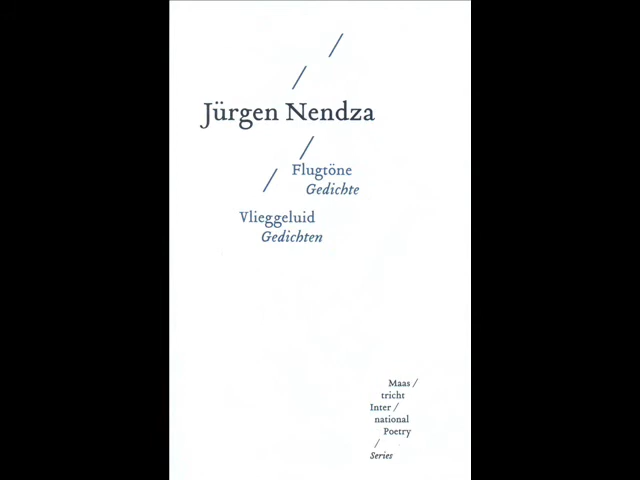 Jürgen Nendza
Flugtöne
Gedichte
Vlieggeluid
Gedichten
Maas /
tricht
Inter /
national
Poetry
/
Series